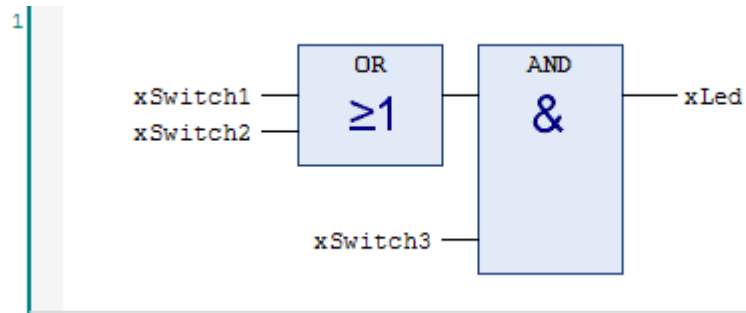 1
OR
AND
xSwitch1
≥1
&
xLed
xSwitch2
xSwitch3